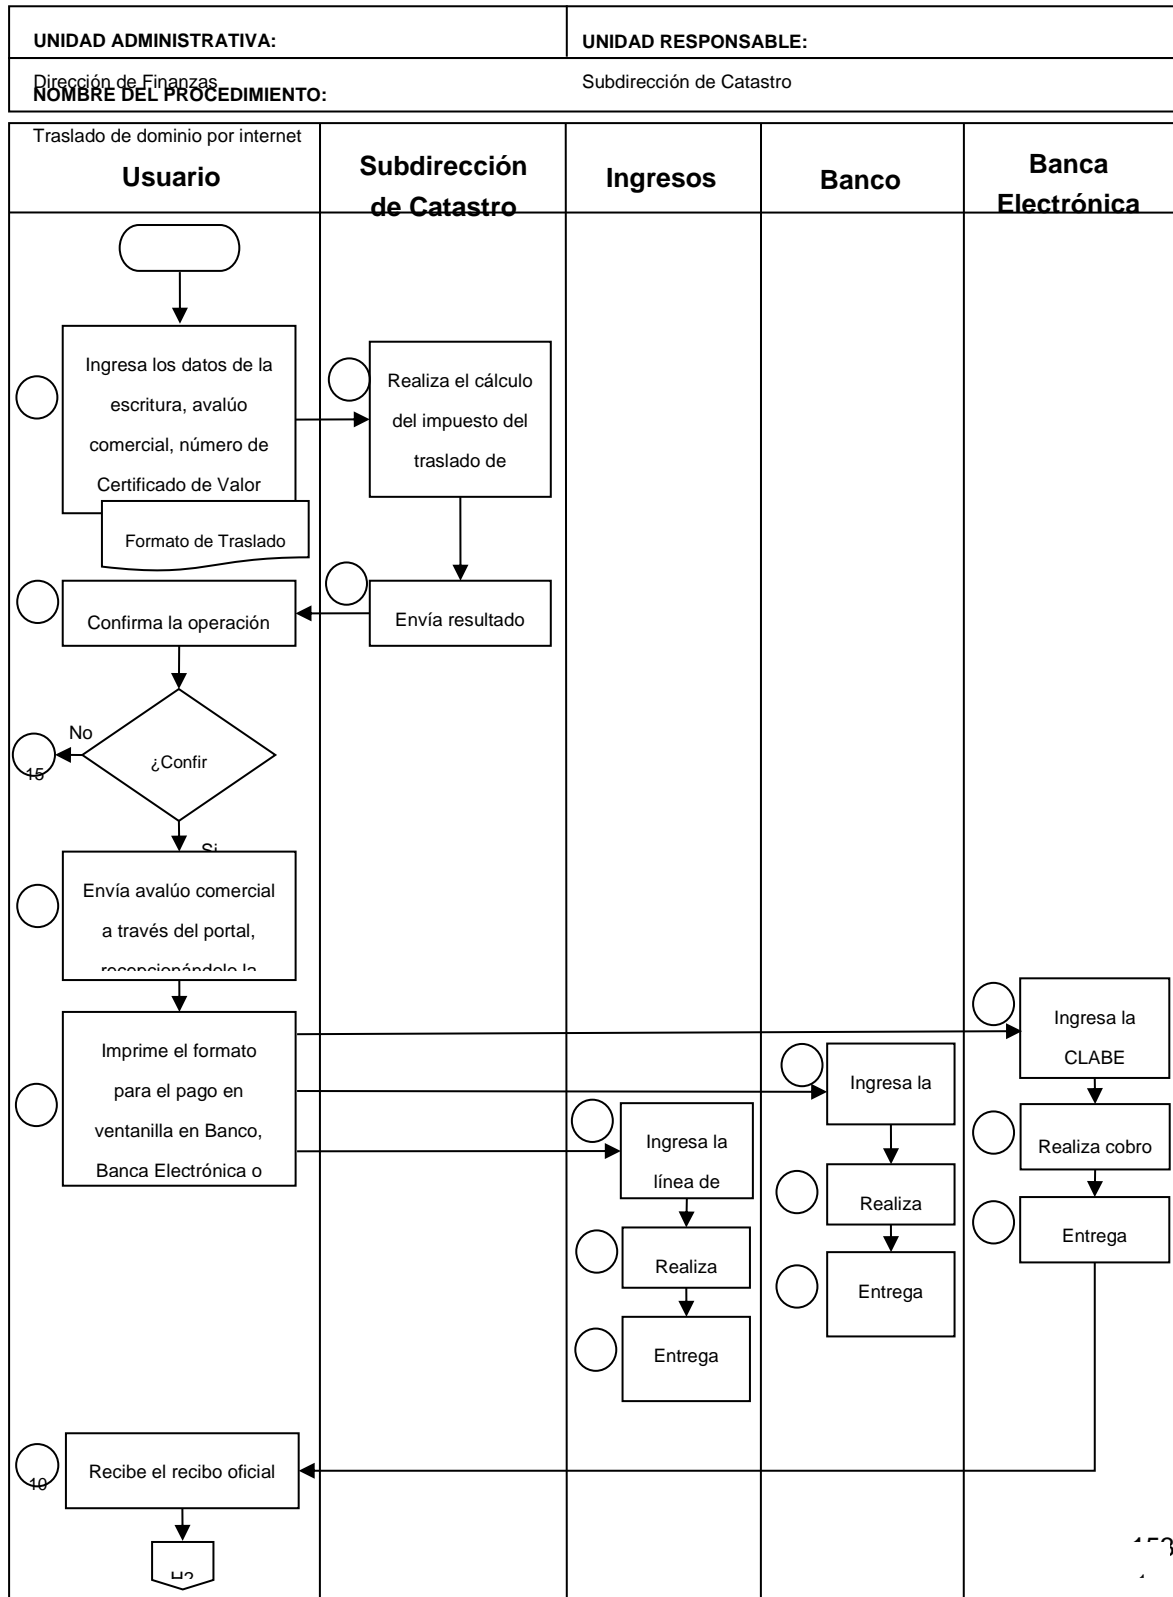 UNIDAD ADMINISTRATIVA:
UNIDAD RESPONSABLE:
Dirección de Finanzas
Subdirección de Catastro
NOMBRE DEL PROCEDIMIENTO:
Traslado de dominio por internet
Usuario
Subdirección
de Catastro
Ingresos
Banco
Banca
Electrónica
Ingresa los datos de la
escritura, avalúo
comercial, número de
Certificado de Valor
Formato de Traslado
Realiza el cálculo
del impuesto del
traslado de
Confirma la operación
Envía resultado
No
15
¿Confir
Si
Envía avalúo comercial
a través del portal,
recepcionándolo la
Imprime el formato
para el pago en
ventanilla en Banco,
Banca Electrónica o
Ingresa la
línea de
Realiza
Entrega
Ingresa la
Realiza
Entrega
Ingresa la
CLABE
Realiza cobro
Entrega
10
Recibe el recibo oficial
H2